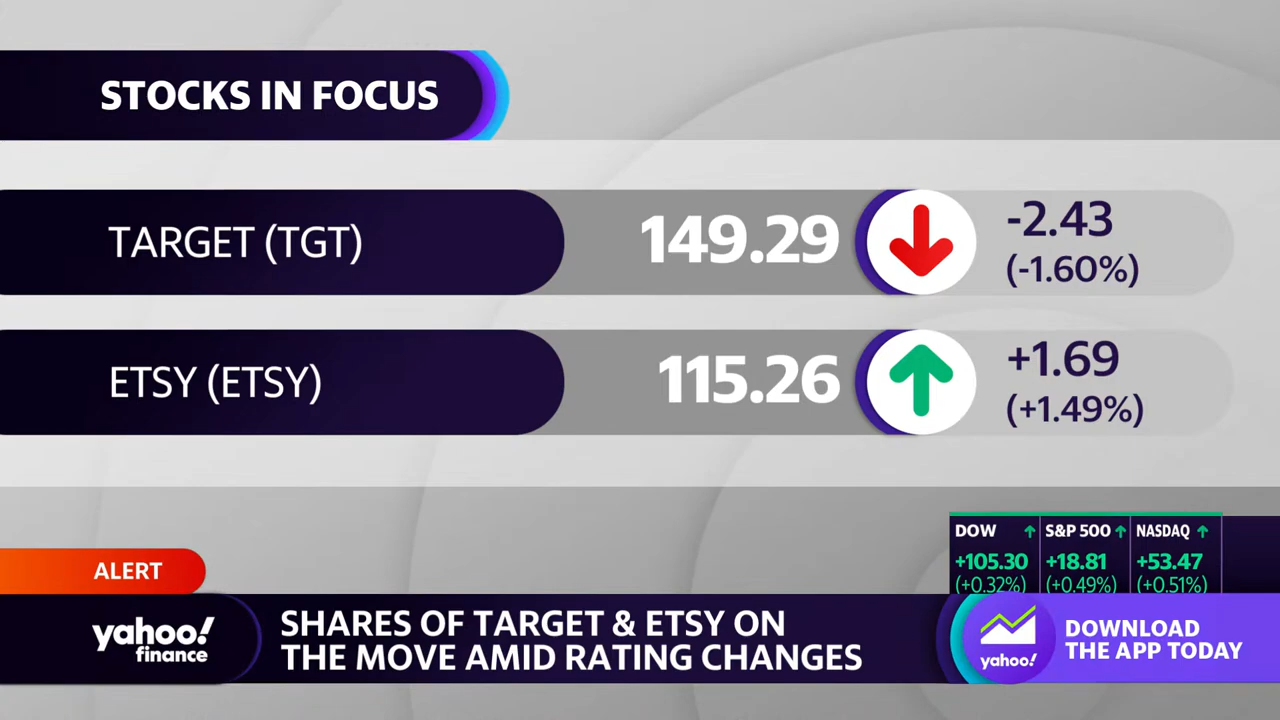 STOCKS IN FOCUS
TARGET (TGT) 149.29 -2.43
(-1.60%)
ETSY (ETSY) 115.26 +1.69
(+1.49%)
DOW S&P 500 NASDAQ
+105.30 +18.81 +53.47
(+0.32%) (+0.49%) (+0.51%)
ALERT
yahoo!
finance
SHARES OF TARGET & ETSY ON
THE MOVE AMID RATING CHANGES
yahoo!
DOWNLOAD
THE APP TODAY